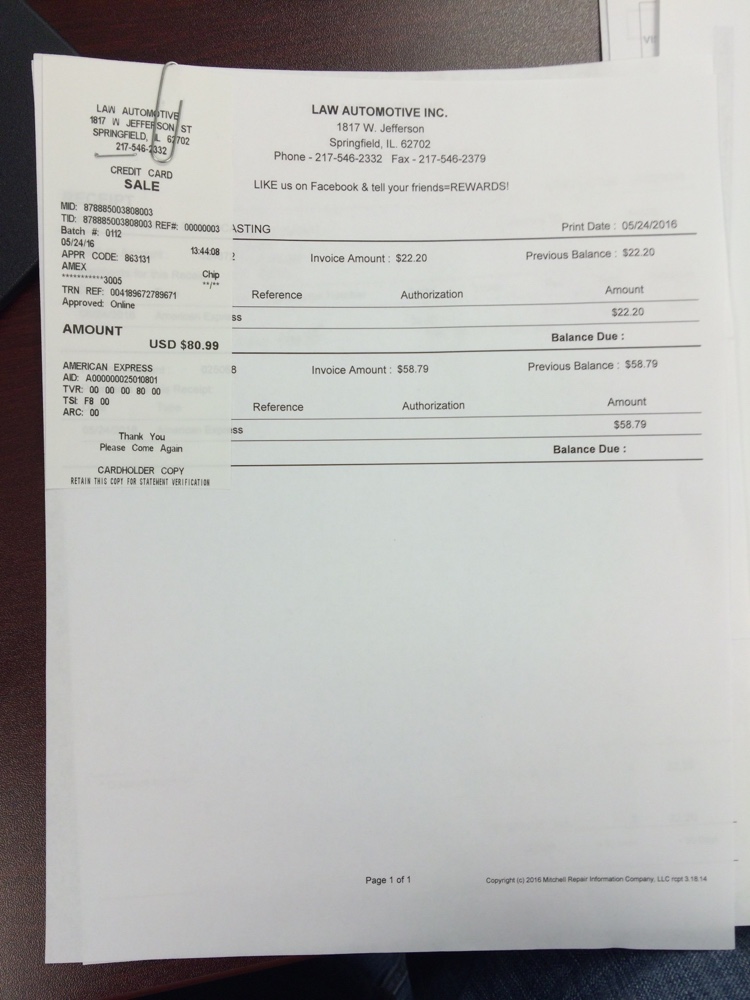 LAW AUTOMOTIVE
1817 W JEFFERSON ST
SPRINGFIELD, IL 62702
217-546-2332
CREDIT CARD
SALE
MID: 878885003808003
TID: 878885003808003 REF#: 00000003
Batch #: 0112
05/24/16 13:44:08
APPR CODE: 863131
AMEX Chip
***********3005 **/**
TRN REF: 004189672789671
Approved: Online
AMOUNT
USD $80.99
AMERICAN EXPRESS
AID: A000000025010801
TVR: 00 00 00 80 00
TSI: F8 00
ARC: 00
Thank You
Please Come Again
CARDHOLDER COPY
RETAIN THIS COPY FOR STATEMENT VERIFICATION
LAW AUTOMOTIVE INC.
1817 W. Jefferson
Springfield, IL. 62702
Phone - 217-546-2332 Fax - 217-546-2379
LIKE us on Facebook & tell your friends=REWARDS!
ASTING Print Date : 05/24/2016
2 Invoice Amount : $22.20 Previous Balance : $22.20
Reference Authorization Amount
ss $22.20
Balance Due :
8 Invoice Amount : $58.79 Previous Balance : $58.79
Reference Authorization Amount
ss $58.79
Balance Due :
Page 1 of 1 Copyright (c) 2016 Mitchell Repair Information Company, LLC rcpt 3.18.14